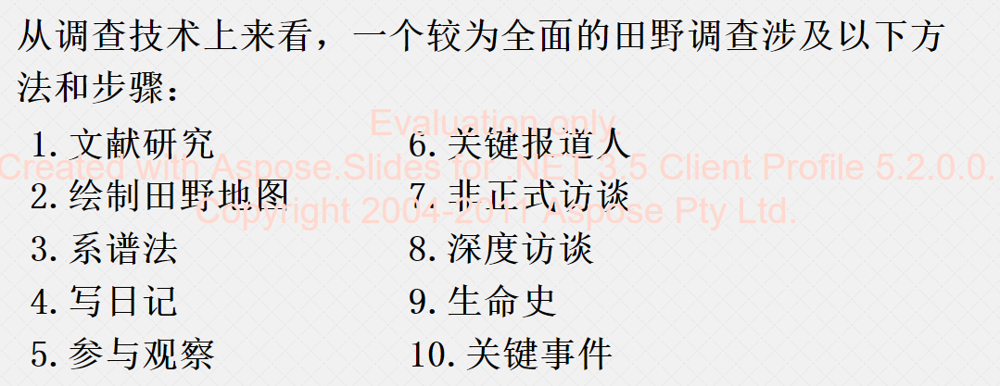 从调查技术上来看，一个较为全面的田野调查涉及以下方
法和步骤：
1.文献研究
2.绘制田野地图
3.系谱法
4.写日记
5.参与观察
6.关键报道人
7.非正式访谈
8.深度访谈
9.生命史
10.关键事件
Evaluation only
Created with Aspose.Slides for .NET 3.5 Client Profile 5.2.0.0.
Copyright 2004-2011 Aspose Pty Ltd.